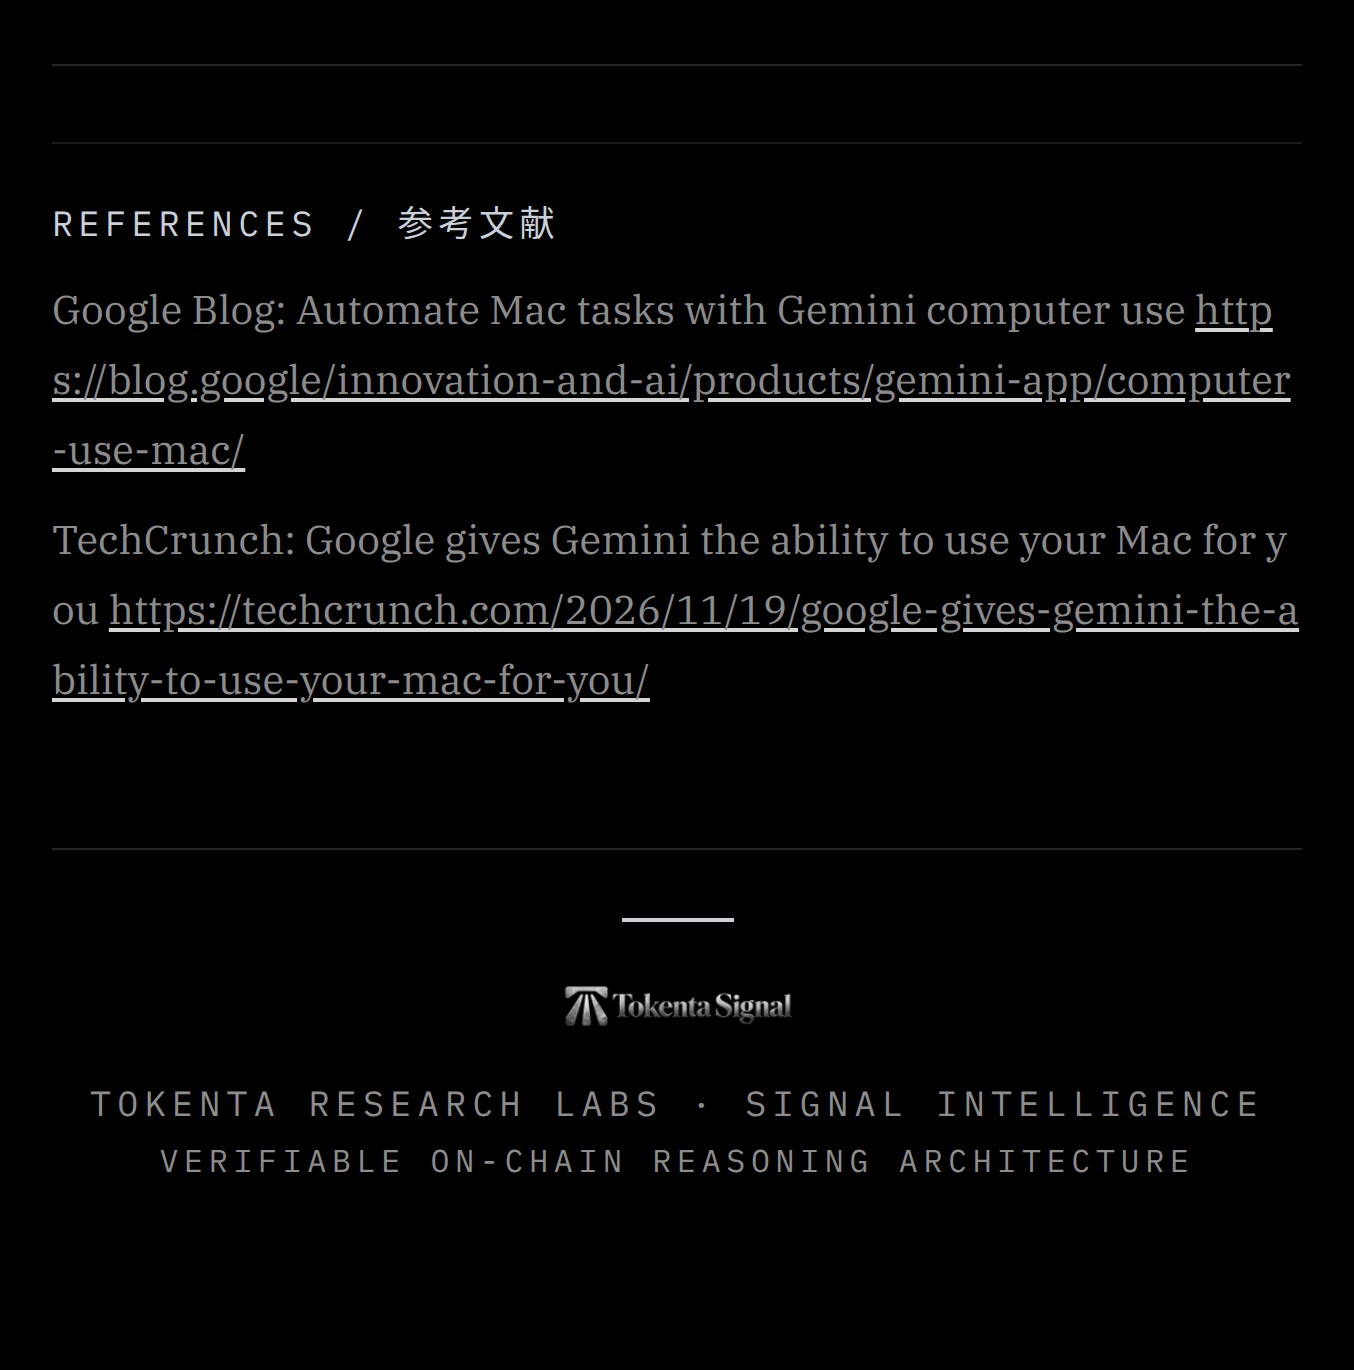 REFERENCES / 参考文献
Google Blog: Automate Mac tasks with Gemini computer use http
s://blog.google/innovation-and-ai/products/gemini-app/computer
-use-mac/
TechCrunch: Google gives Gemini the ability to use your Mac for y
ou https://techcrunch.com/2026/11/19/google-gives-gemini-the-a
bility-to-use-your-mac-for-you/
Tokenta Signal
TOKENTA RESEARCH LABS · SIGNAL INTELLIGENCE
VERIFIABLE ON-CHAIN REASONING ARCHITECTURE